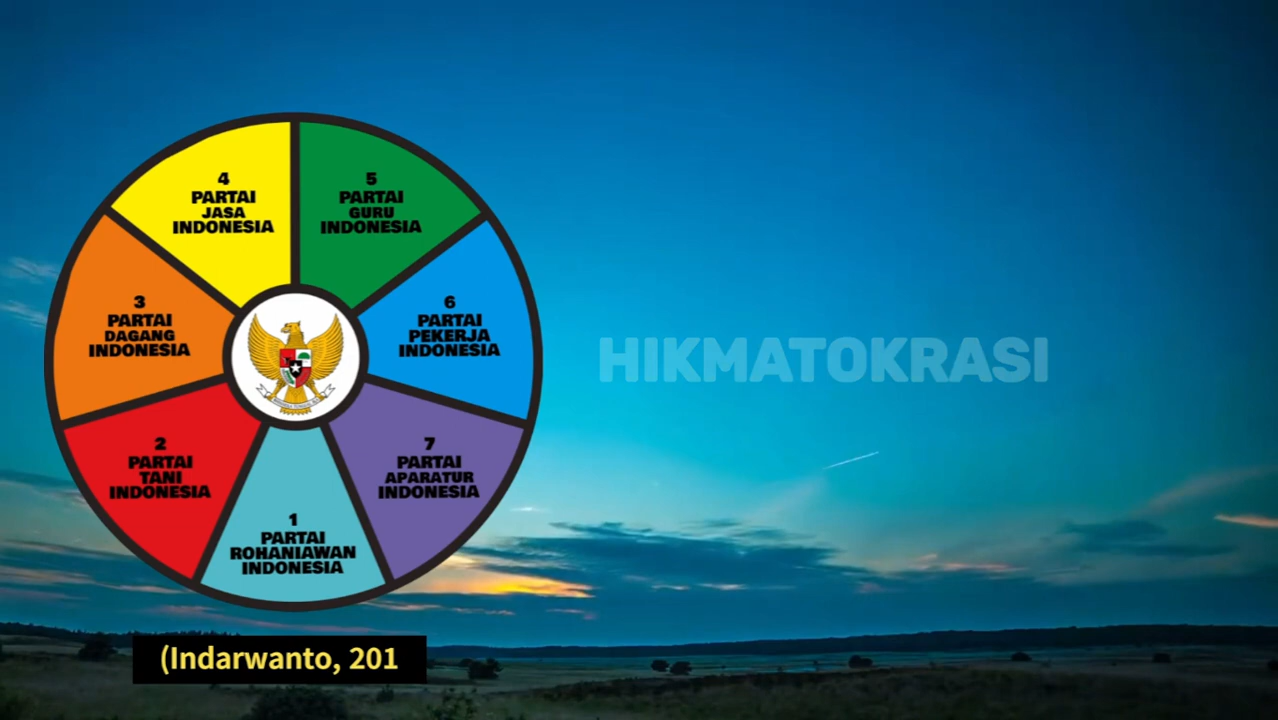 4
PARTAI
JASA
INDONESIA
5
PARTAI
GURU
INDONESIA
3
PARTAI
DAGANG
INDONESIA
6
PARTAI
PEKERJA
INDONESIA
HIKMATOKRASI
2
PARTAI
TANI
INDONESIA
7
PARTAI
APARATUR
INDONESIA
1
PARTAI
ROHANIAWAN
INDONESIA
(Indarwanto, 201